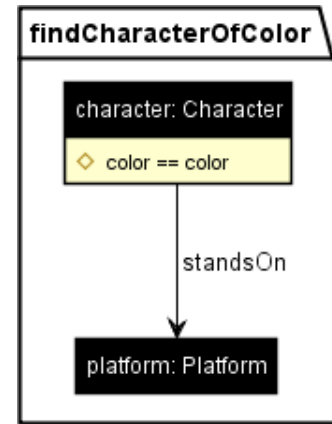 findCharacterOfColor
character: Character
color == color
standsOn
platform: Platform